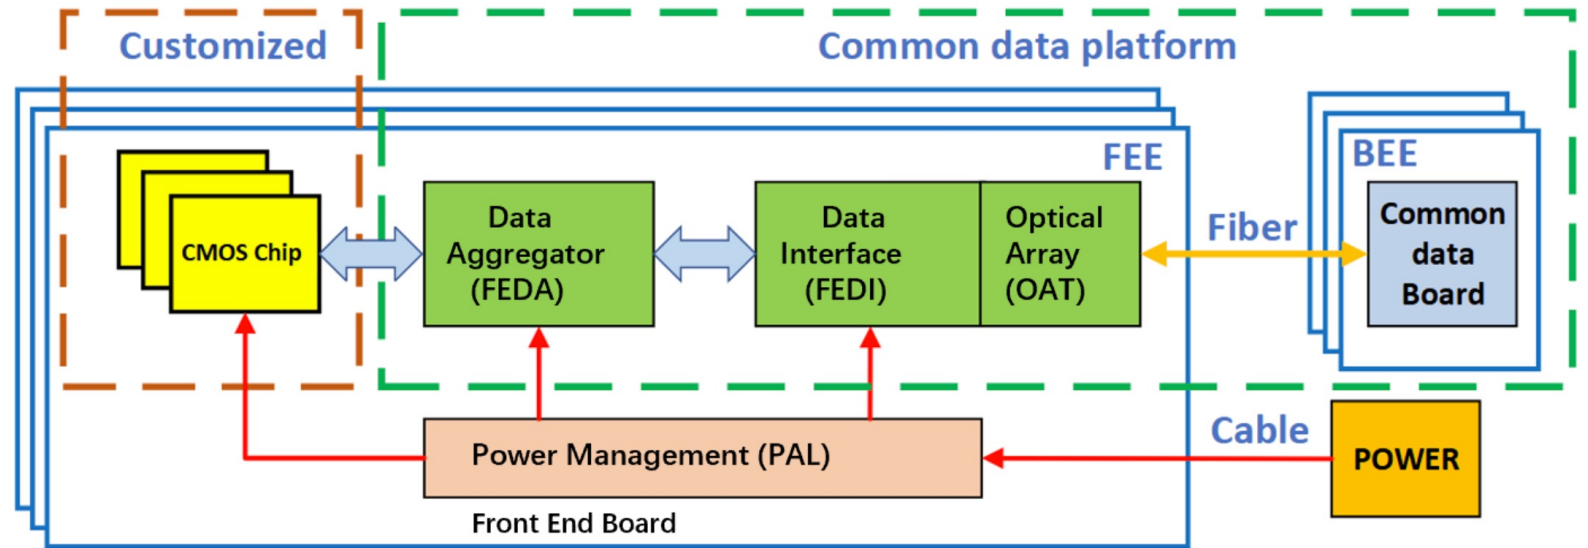 Customized
Common data platform
FEE
BEE
CMOS Chip
Data
Aggregator
(FEDA)
Data
Interface
(FEDI)
Optical
Array
(OAT)
Fiber
Common
data
Board
Power Management (PAL)
Cable
POWER
Front End Board